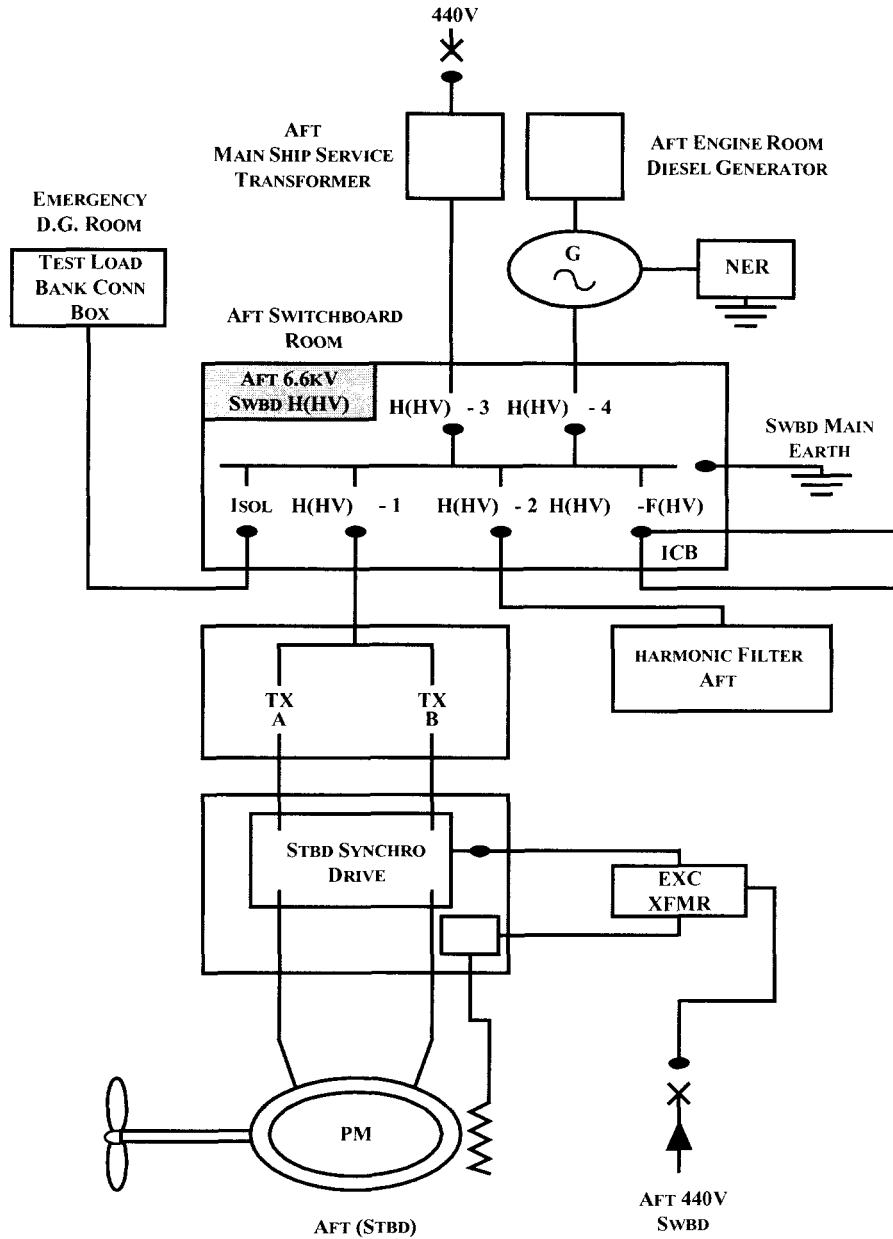 440V
AFT
MAIN SHIP SERVICE
TRANSFORMER
AFT ENGINE ROOM
DIESEL GENERATOR
EMERGENCY
D.G. ROOM
TEST LOAD
BANK CONN
BOX
G
NER
AFT SWITCHBOARD
ROOM
AFT 6.6KV
SWBD H(HV)
H(HV) - 3
H(HV) - 4
SWBD MAIN
EARTH
ISOL
H(HV) - 1
H(HV) - 2
H(HV) -F(HV)
ICB
HARMONIC FILTER
AFT
TX
A
TX
B
STBD SYNCHRO
DRIVE
EXC
XFMR
PM
AFT (STBD)
AFT 440V
SWBD